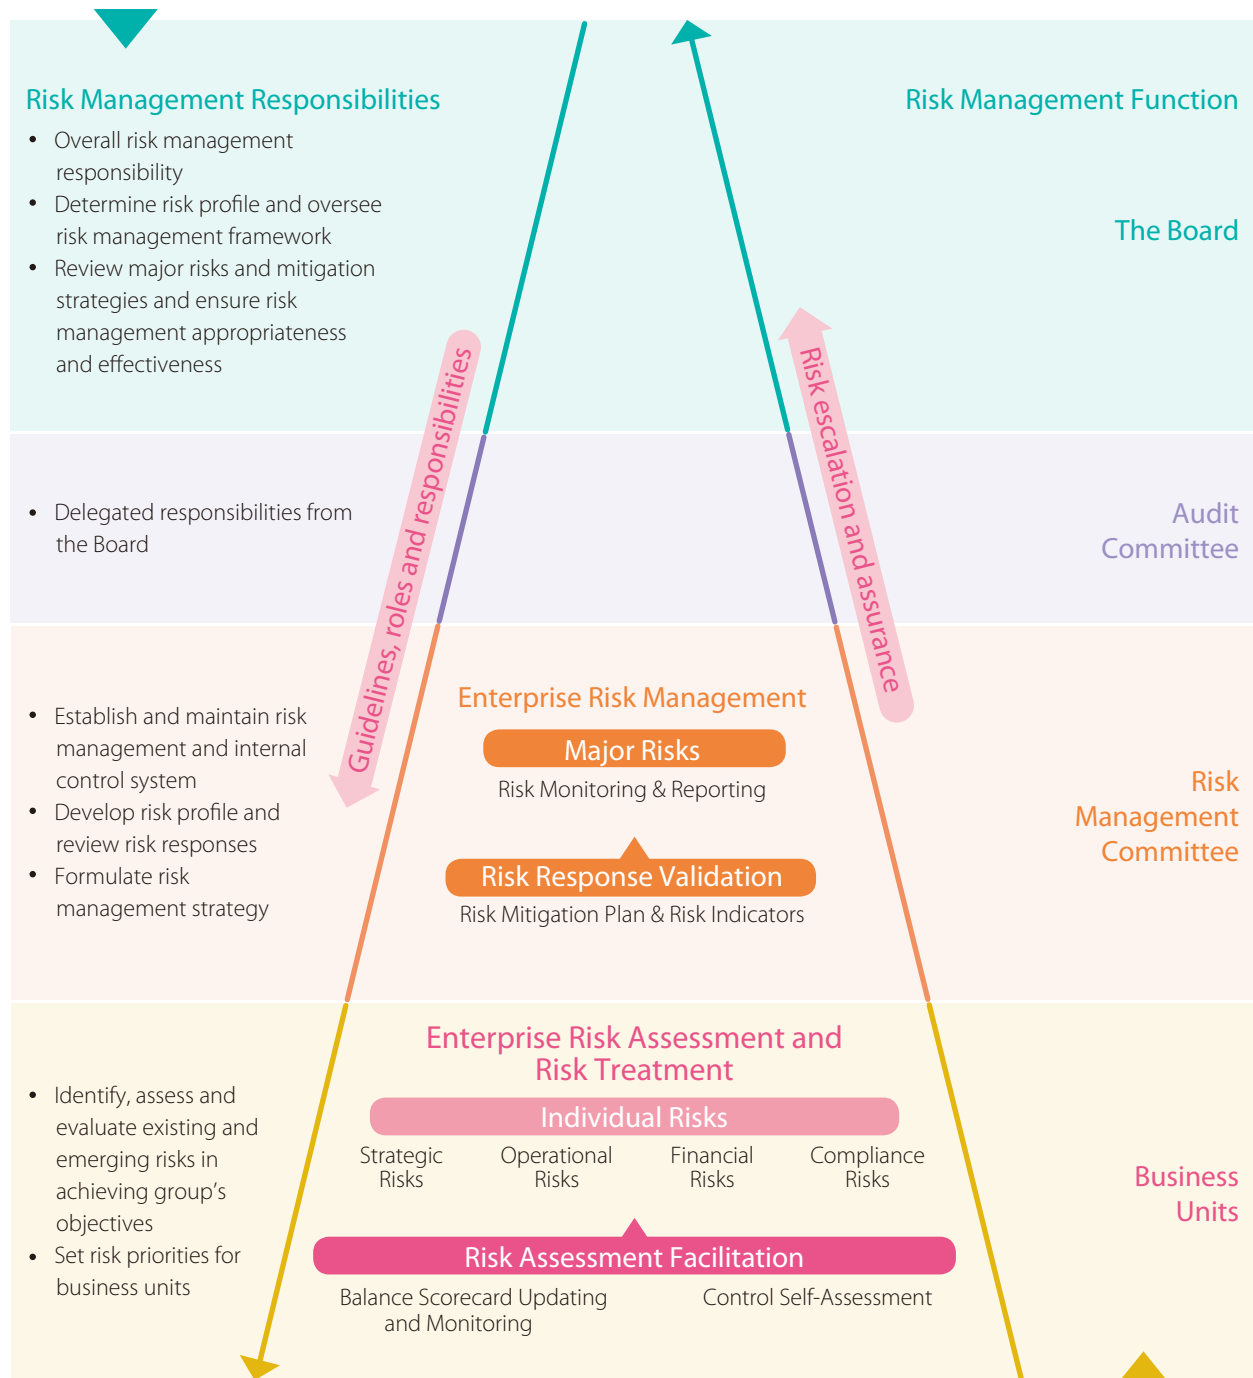 Risk Management Responsibilities
Risk Management Function
• Overall risk management
responsibility
• Determine risk profile and oversee
risk management framework
• Review major risks and mitigation
strategies and ensure risk
management appropriateness
and effectiveness
The Board
Guidelines, roles and responsibilities
Risk escalation and assurance
• Delegated responsibilities from
the Board
Audit
Committee
• Establish and maintain risk
management and internal
control system
• Develop risk profile and
review risk responses
• Formulate risk
management strategy
Enterprise Risk Management
Major Risks
Risk Monitoring & Reporting
Risk Response Validation
Risk Mitigation Plan & Risk Indicators
Risk
Management
Committee
• Identify, assess and
evaluate existing and
emerging risks in
achieving group's
objectives
• Set risk priorities for
business units
Enterprise Risk Assessment and
Risk Treatment
Individual Risks
Strategic
Risks
Operational
Risks
Financial
Risks
Compliance
Risks
Risk Assessment Facilitation
Balance Scorecard Updating
and Monitoring
Control Self-Assessment
Business
Units